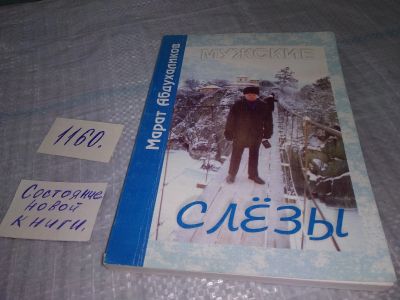 1160.
Состояние
новой
книги.
Марат Абдухаликов
МУЖСКИЕ
СЛЁЗЫ